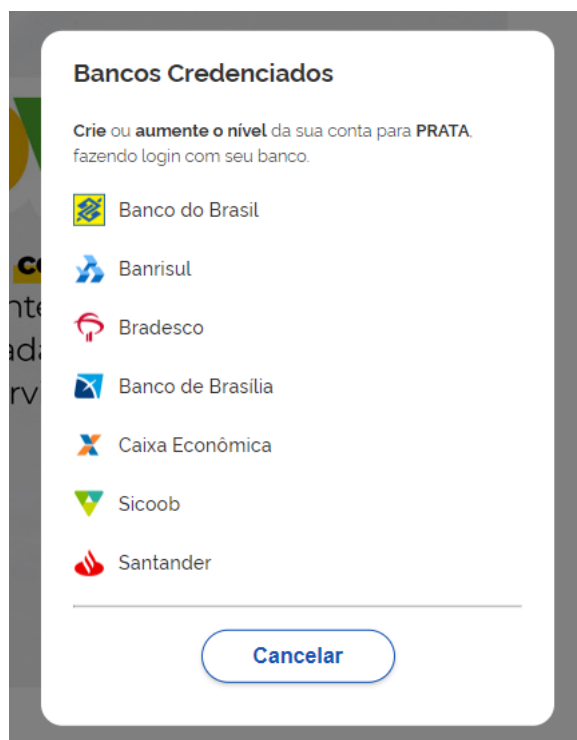 Bancos Credenciados
Crie ou aumente o nível da sua conta para PRATA,
fazendo login com seu banco.
Banco do Brasil
Banrisul
Bradesco
Banco de Brasília
Caixa Econômica
Sicoob
Santander
Cancelar